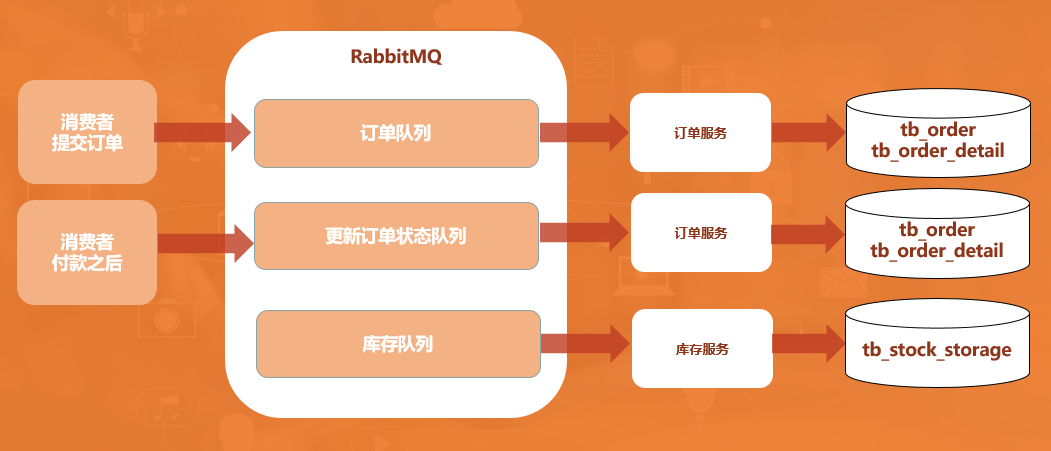 RabbitMQ
消费者
提交订单
订单队列
订单服务
tb_order
tb_order_detail
消费者
付款之后
更新订单状态队列
订单服务
tb_order
tb_order_detail
库存队列
库存服务
tb_stock_storage